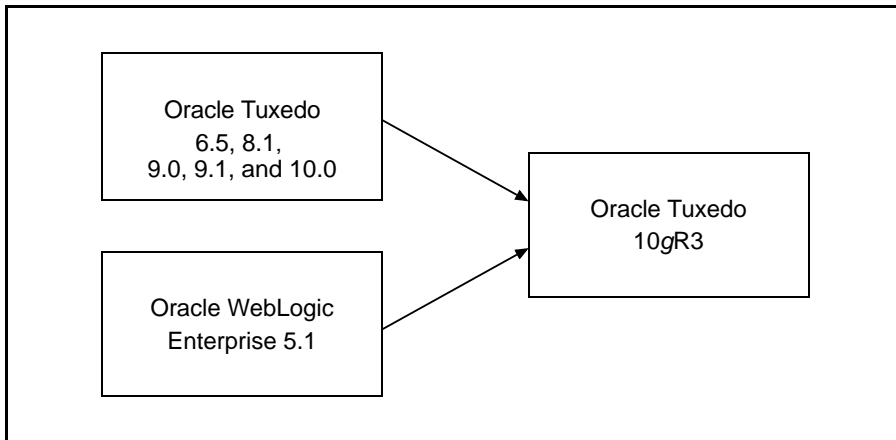 Oracle Tuxedo
6.5, 8.1,
9.0, 9.1, and 10.0
Oracle WebLogic
Enterprise 5.1
Oracle Tuxedo
10gR3